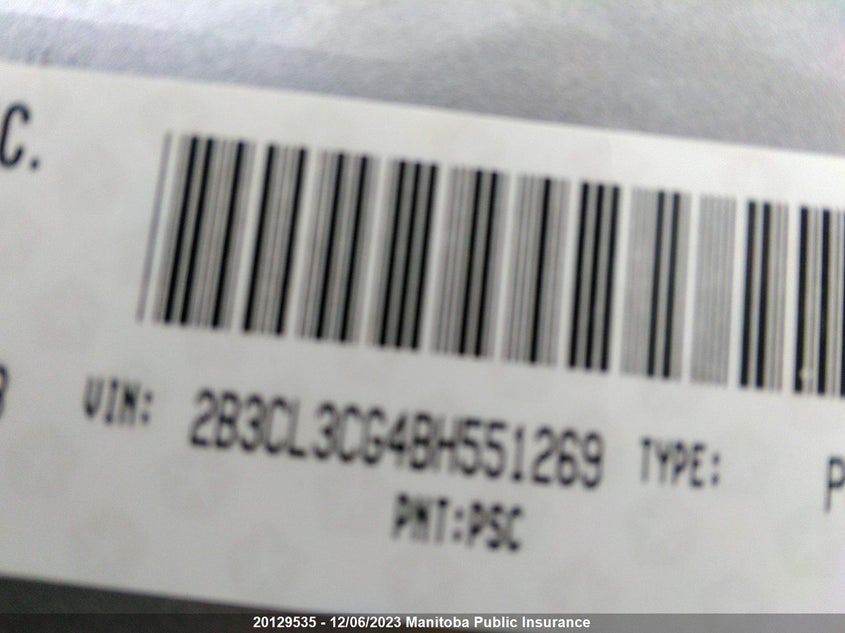 C.
VIN: 2B3CL3CG4BH551269 TYPE: P
PNT:PSC
20129535 - 12/06/2023 Manitoba Public Insurance